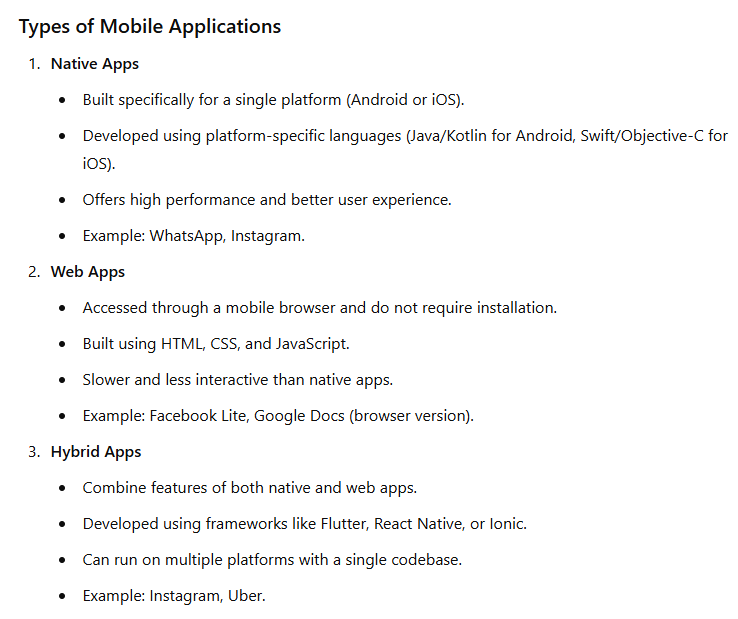 Types of Mobile Applications
1. Native Apps
• Built specifically for a single platform (Android or iOS).
• Developed using platform-specific languages (Java/Kotlin for Android, Swift/Objective-C for
iOS).
• Offers high performance and better user experience.
• Example: WhatsApp, Instagram.
2. Web Apps
• Accessed through a mobile browser and do not require installation.
• Built using HTML, CSS, and JavaScript.
• Slower and less interactive than native apps.
• Example: Facebook Lite, Google Docs (browser version).
3. Hybrid Apps
• Combine features of both native and web apps.
• Developed using frameworks like Flutter, React Native, or Ionic.
• Can run on multiple platforms with a single codebase.
• Example: Instagram, Uber.